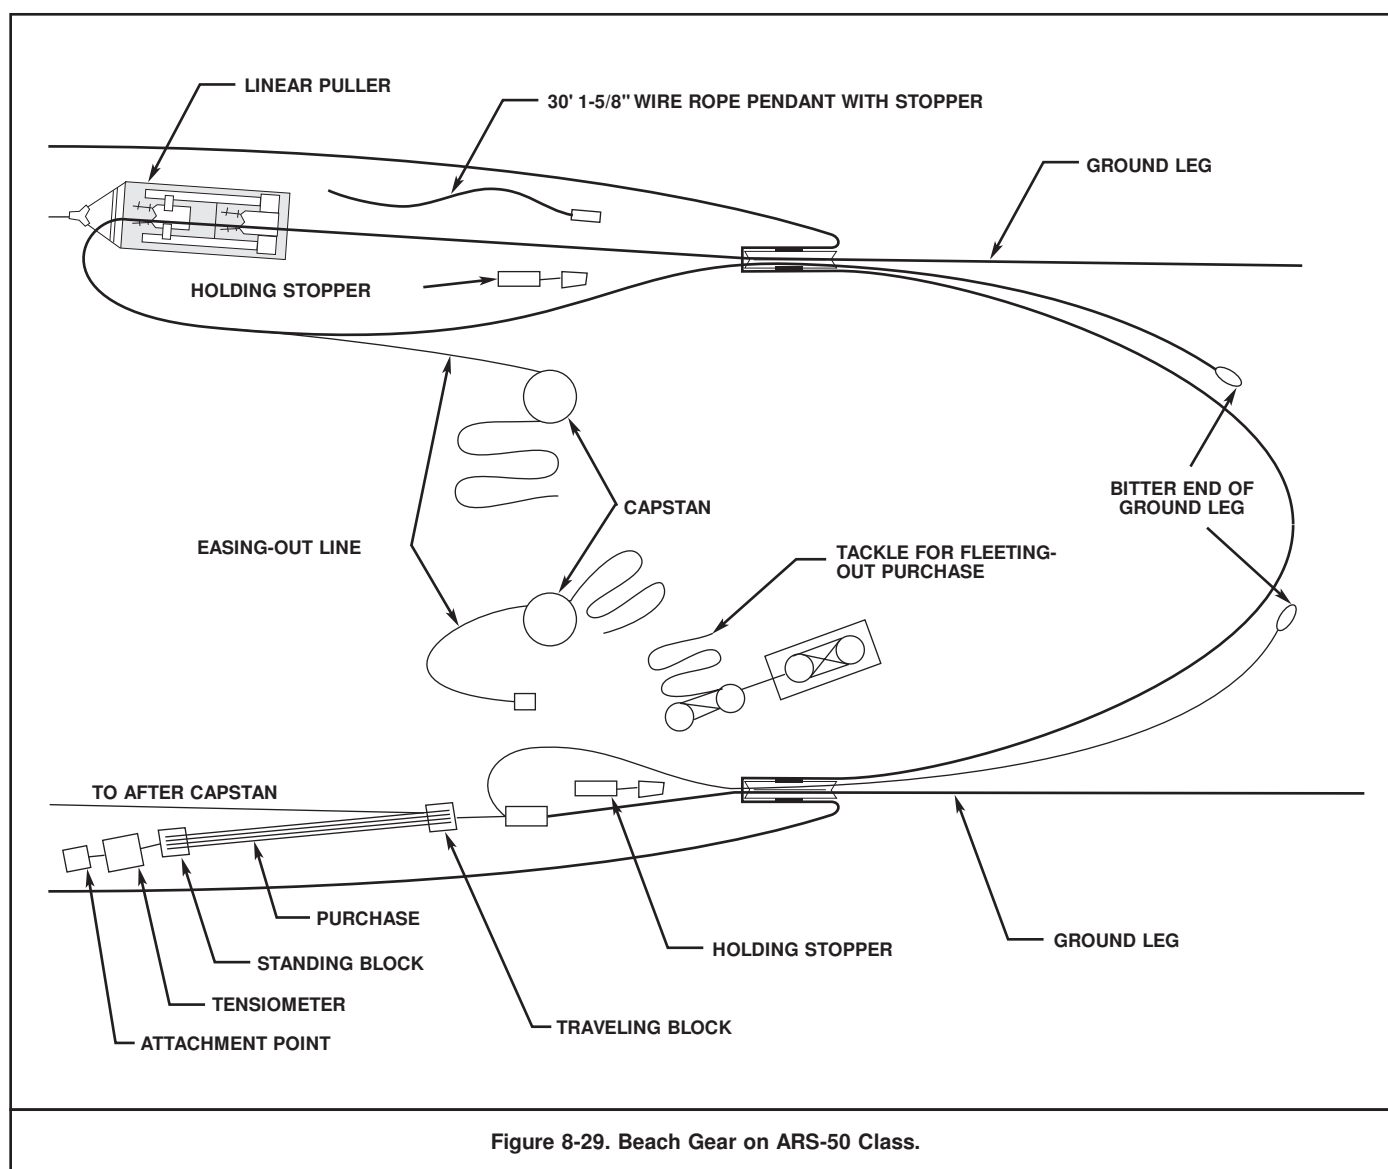 LINEAR PULLER
30' 1-5/8" WIRE ROPE PENDANT WITH STOPPER
GROUND LEG
HOLDING STOPPER
BITTER END OF
GROUND LEG
CAPSTAN
EASING-OUT LINE
TACKLE FOR FLEETING-
OUT PURCHASE
TO AFTER CAPSTAN
PURCHASE
HOLDING STOPPER
GROUND LEG
STANDING BLOCK
TENSIOMETER
TRAVELING BLOCK
ATTACHMENT POINT
Figure 8-29. Beach Gear on ARS-50 Class.